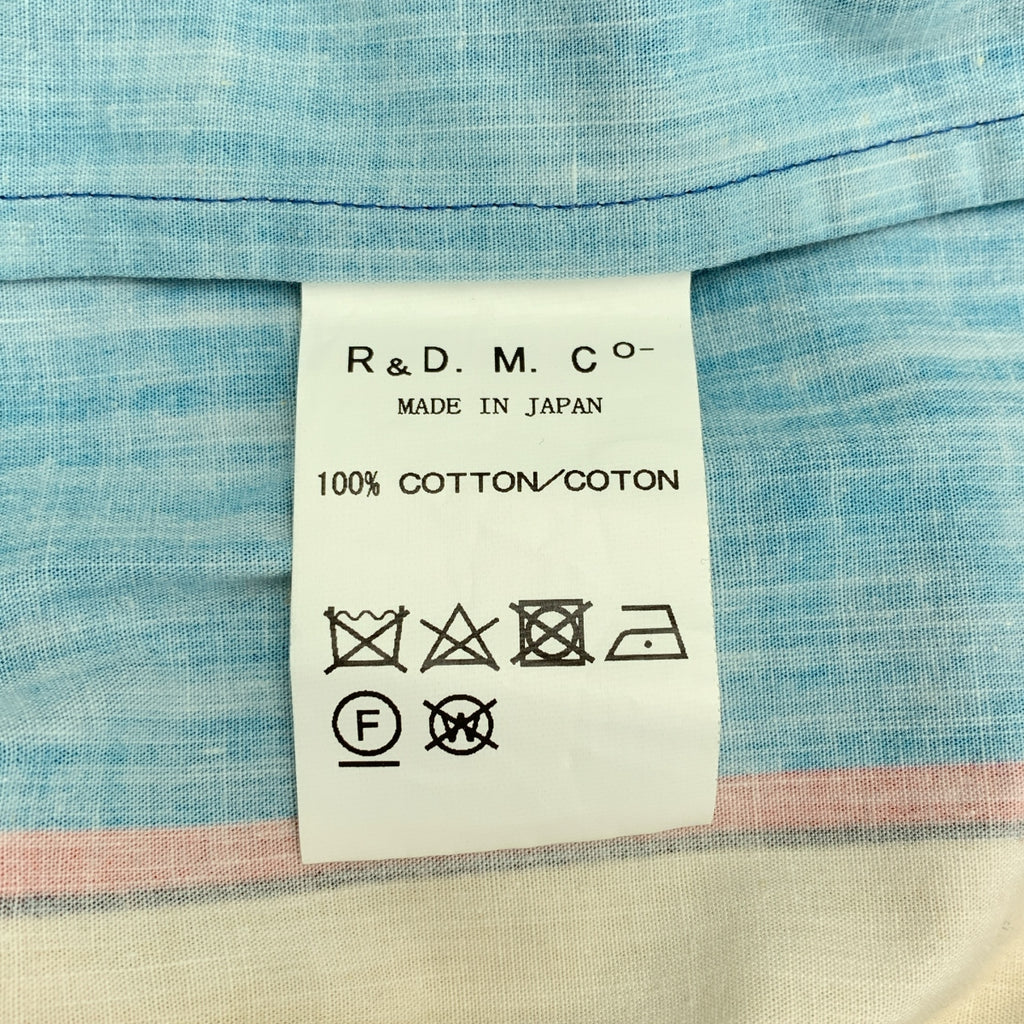 R & D. M. Co-
MADE IN JAPAN
100% COTTON/COTON
F W